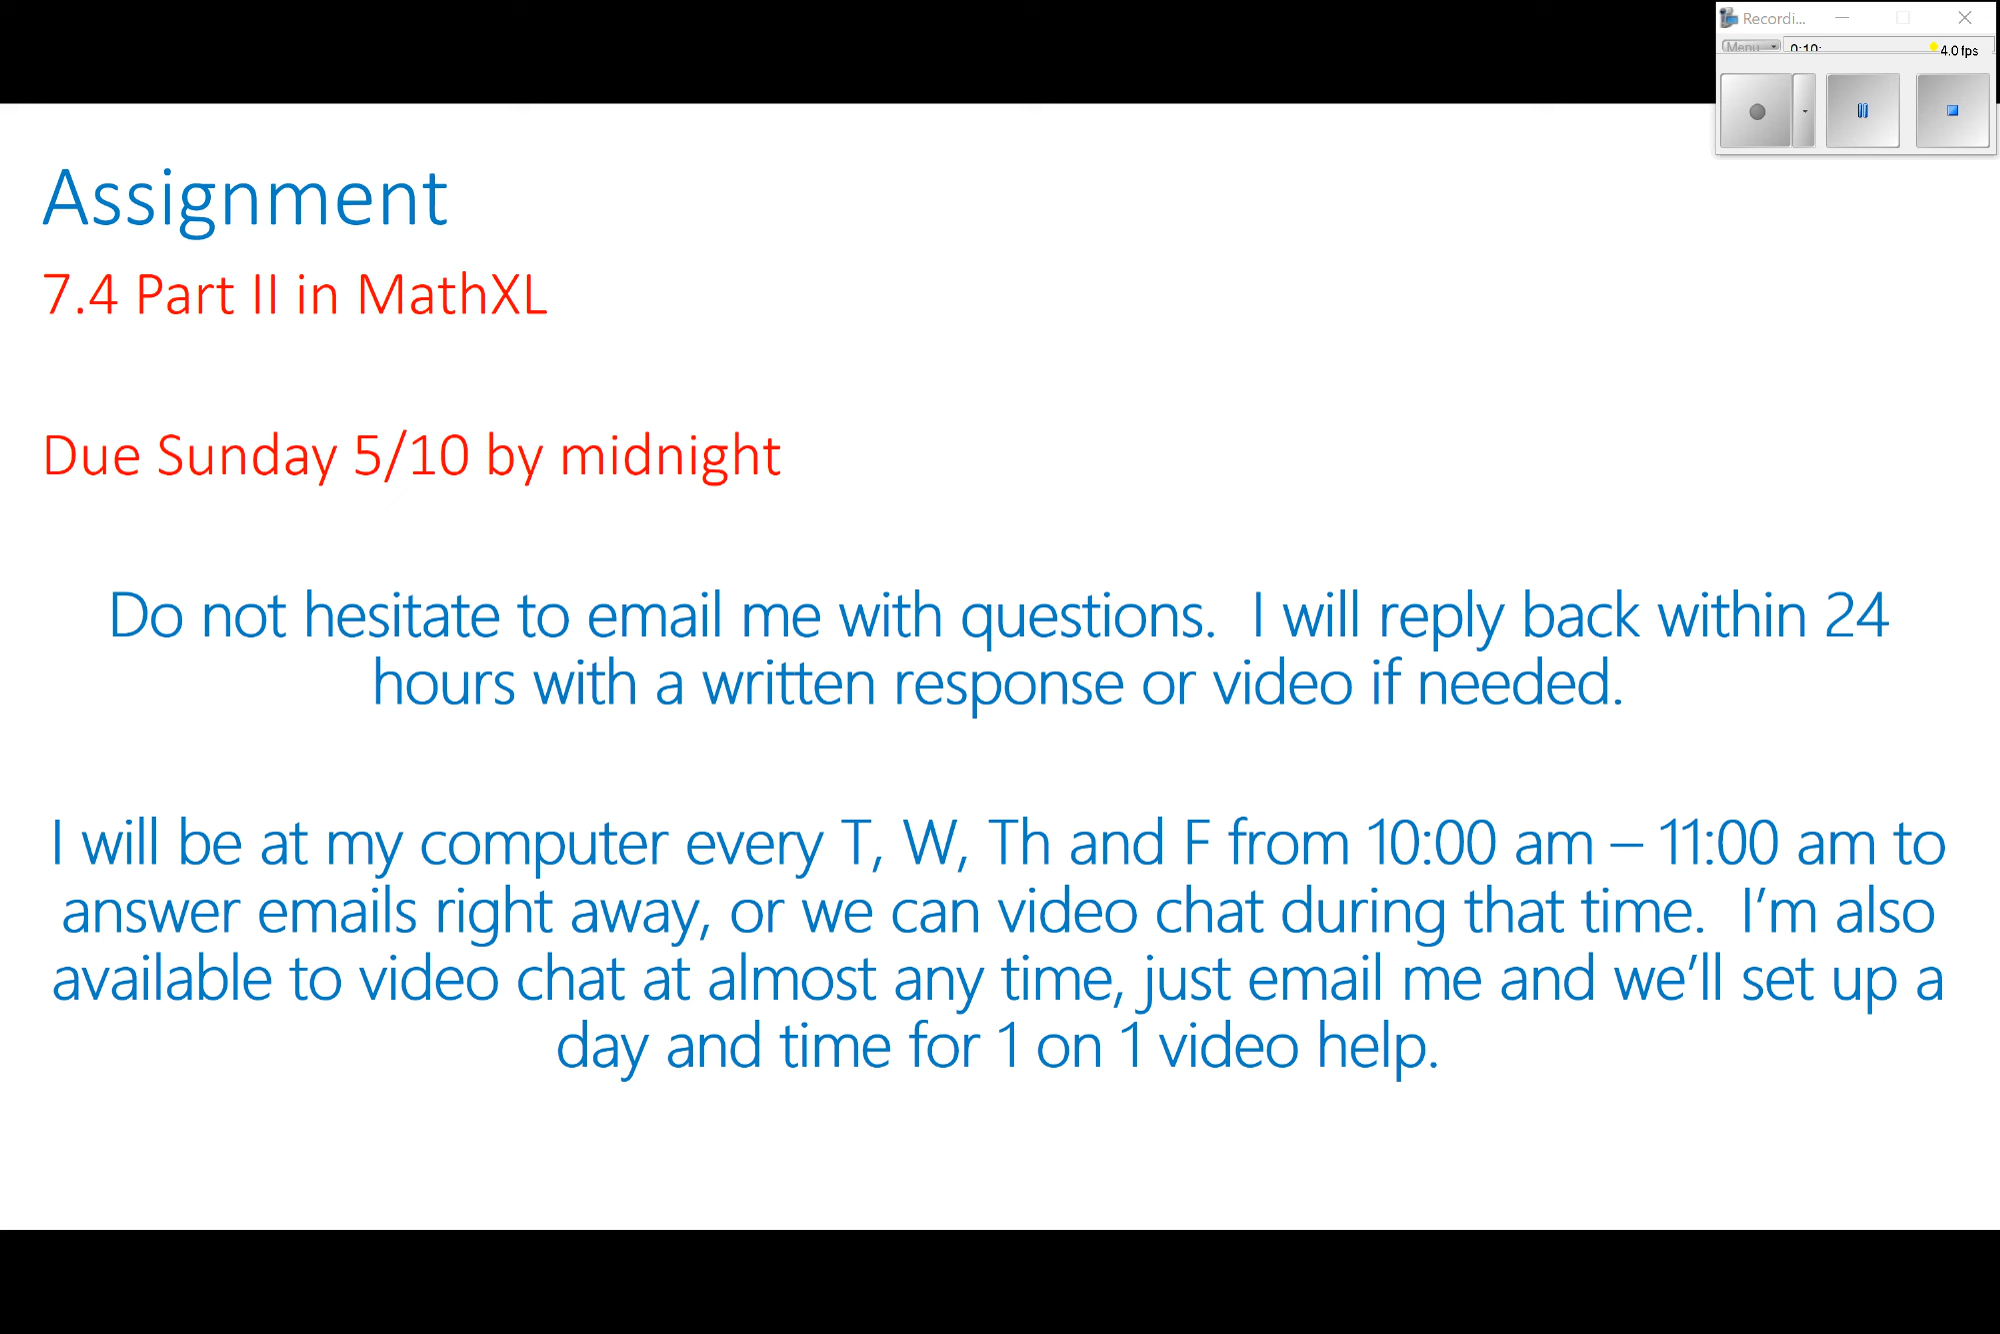 Recordi...
Menu 0:10: 4.0 fps
Assignment
7.4 Part II in MathXL
Due Sunday 5/10 by midnight
Do not hesitate to email me with questions.  I will reply back within 24
hours with a written response or video if needed.
I will be at my computer every T, W, Th and F from 10:00 am – 11:00 am to
answer emails right away, or we can video chat during that time.  I’m also
available to video chat at almost any time, just email me and we’ll set up a
day and time for 1 on 1 video help.